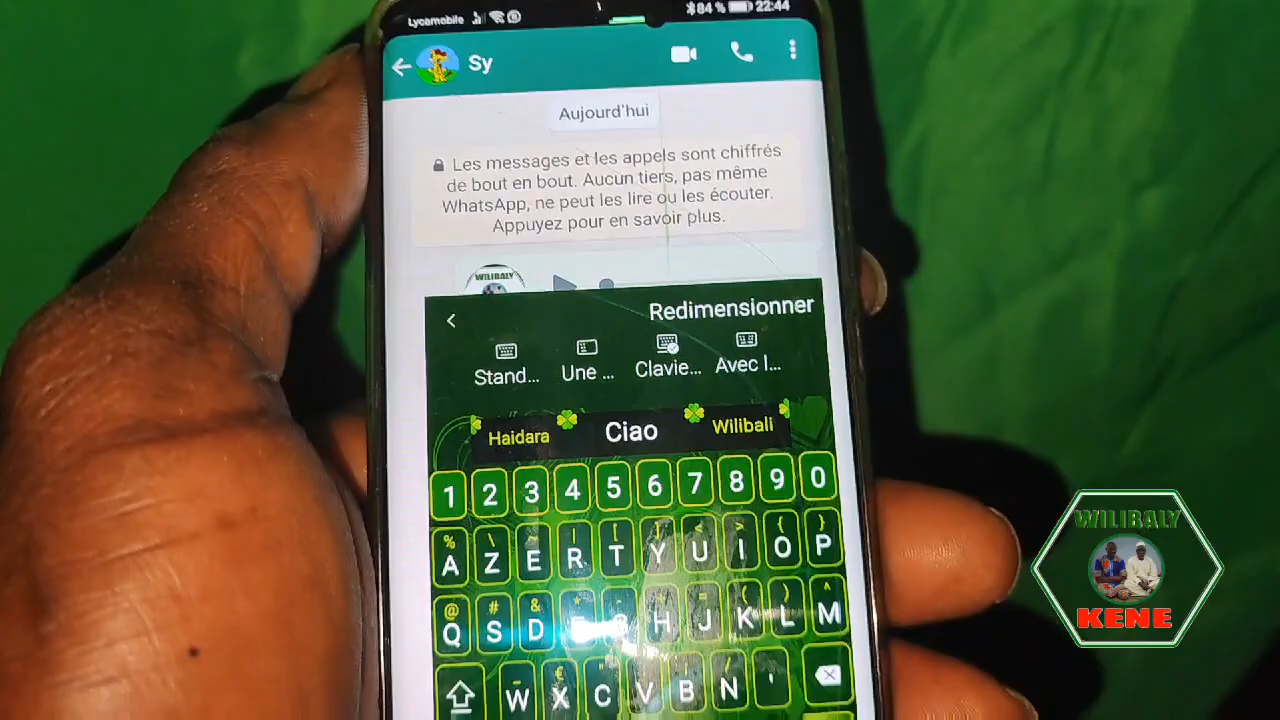 Lycamobile
84 % 22:44
Sy
Aujourd'hui
Les messages et les appels sont chiffrés
de bout en bout. Aucun tiers, pas même
WhatsApp, ne peut les lire ou les écouter.
Appuyez pour en savoir plus.
WILIBALY
Redimensionner
Stand... Une ... Clavie... Avec l...
Haidara Ciao Wilibali
1 2 3 4 5 6 7 8 9 0
A Z E R T Y U I O P
Q S D H J K L M
W X C V B N '
WILIBALY
KENE